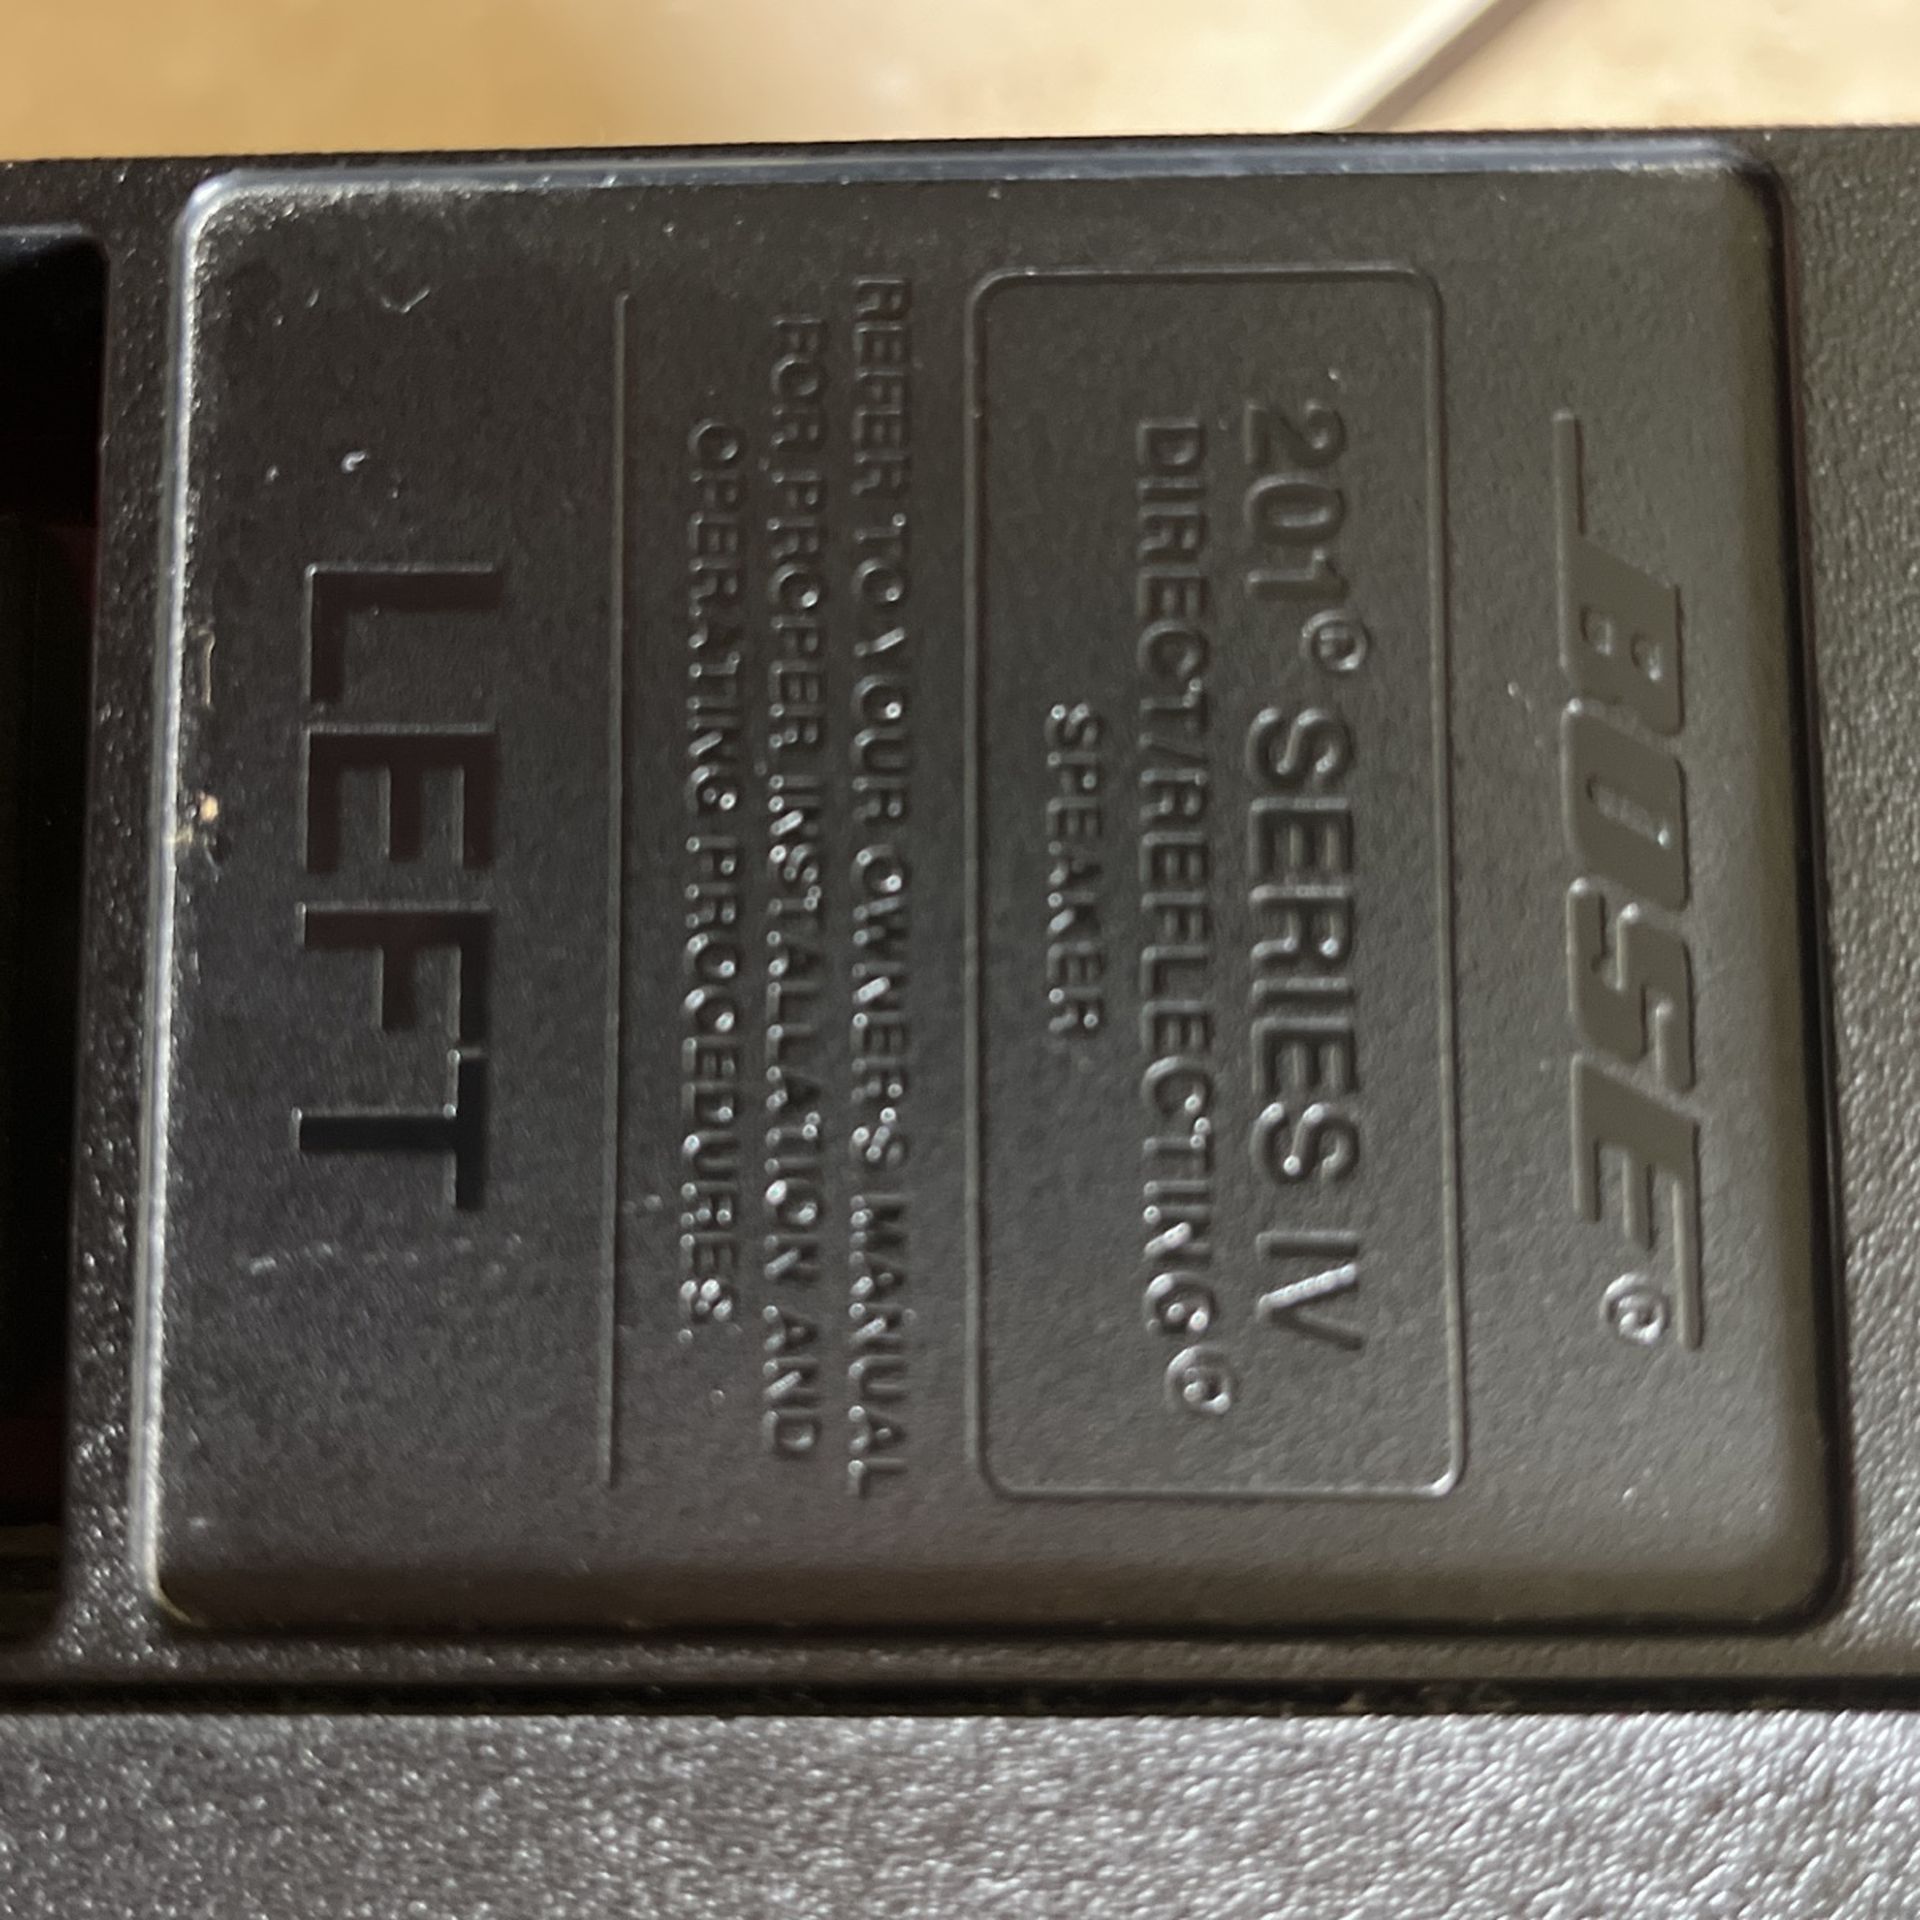 BOSE®
201® SERIES IV
DIRECT/REFLECTING®
SPEAKER
REFER TO YOUR OWNER'S MANUAL
FOR PROPER INSTALLATION AND
OPERATING PROCEDURES.
LEFT